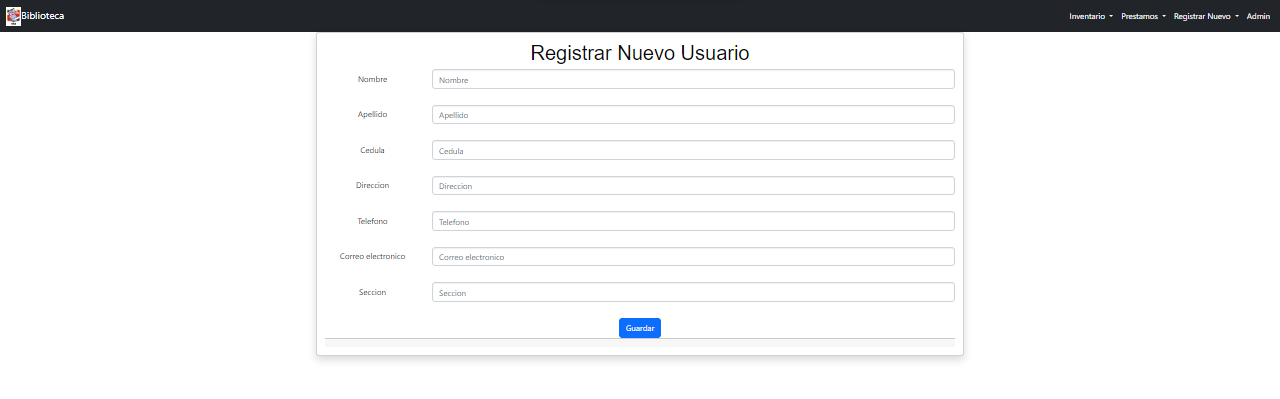 Biblioteca Inventario Prestamos Registrar Nuevo Admin
Registrar Nuevo Usuario
Nombre Nombre
Apellido Apellido
Cedula Cedula
Direccion Direccion
Telefono Telefono
Correo electronico Correo electronico
Seccion Seccion
Guardar